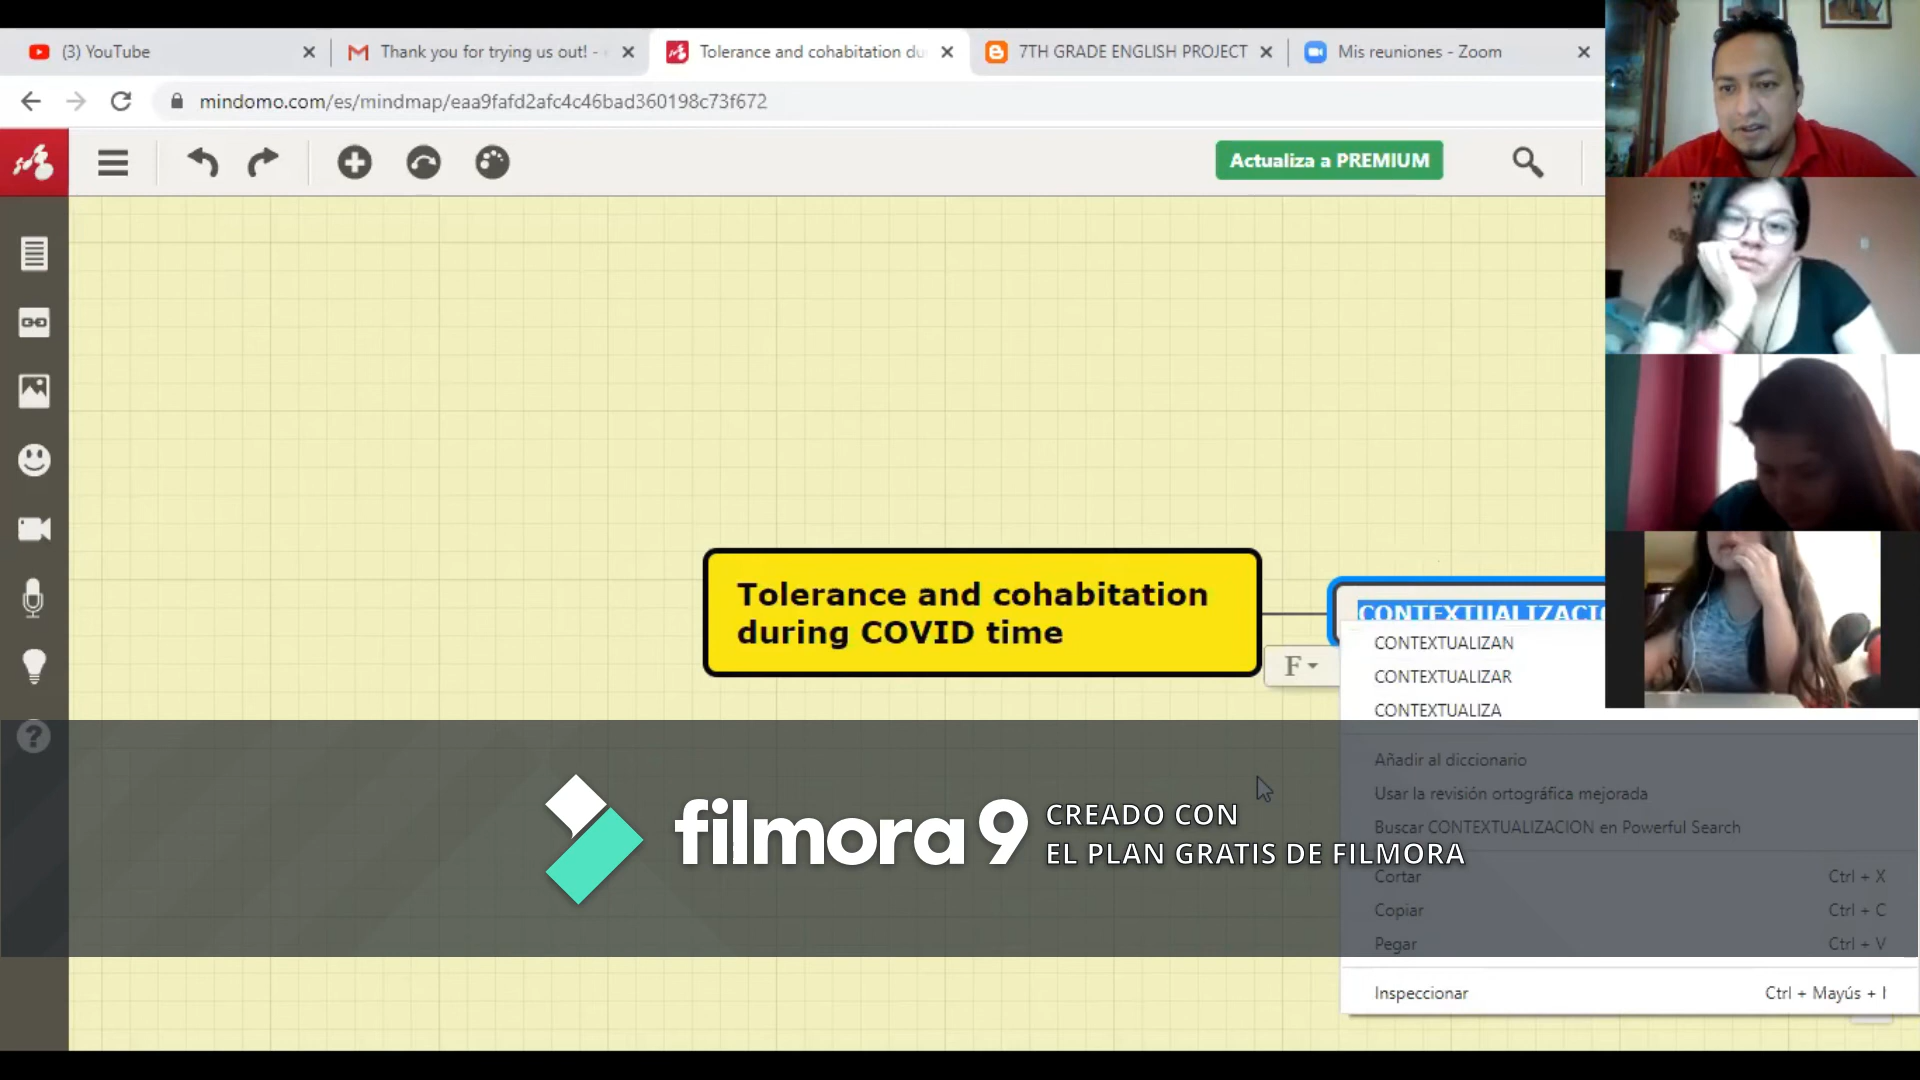 (3) YouTube
Thank you for trying us out! -
Tolerance and cohabitation du
7TH GRADE ENGLISH PROJECT
Mis reuniones - Zoom
mindomo.com/es/mindmap/eaa9fafd2afc4c46bad360198c73f672
Actualiza a PREMIUM
Tolerance and cohabitation
during COVID time
CONTEXTUALIZACIO
F
CONTEXTUALIZAN
CONTEXTUALIZAR
CONTEXTUALIZA
Añadir al diccionario
Usar la revisión ortográfica mejorada
Buscar CONTEXTUALIZACION en Powerful Search
Cortar Ctrl + X
Copiar Ctrl + C
Pegar Ctrl + V
Inspeccionar Ctrl + Mayús + I
filmora 9
CREADO CON
EL PLAN GRATIS DE FILMORA